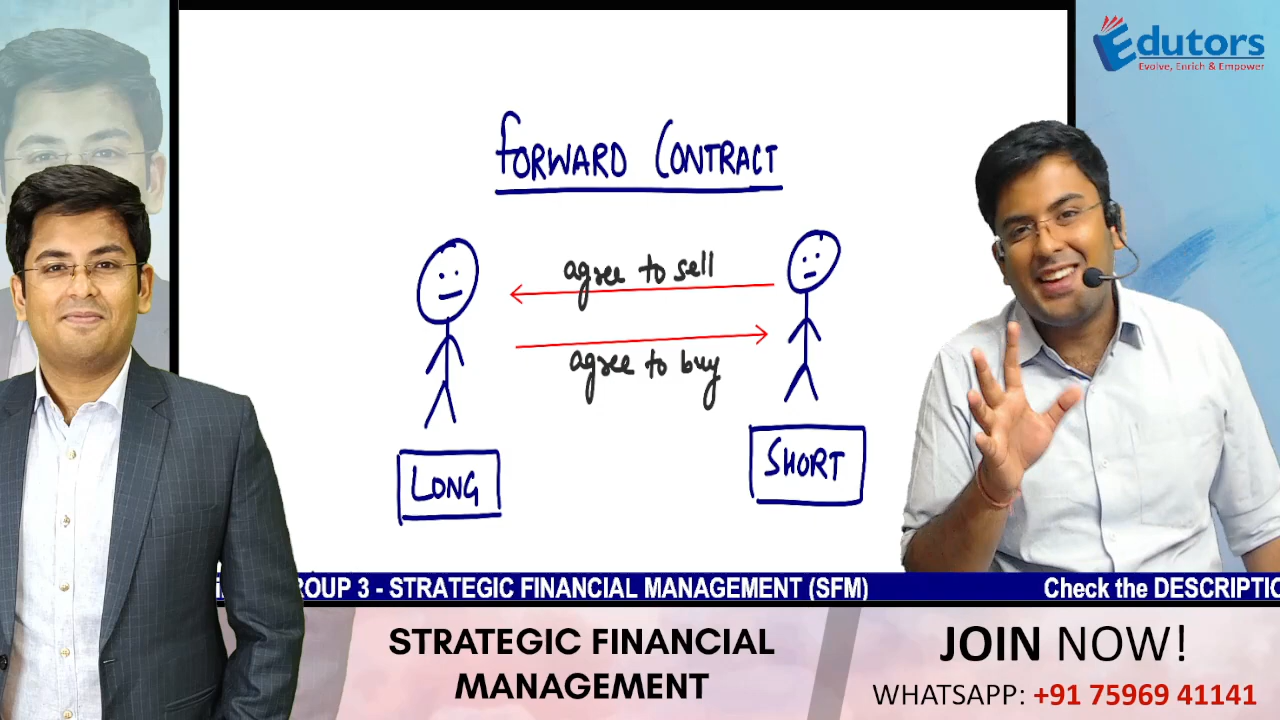 Edutors
Evolve, Enrich & Empower
FORWARD CONTRACT
agree to sell
agree to buy
LONG
SHORT
ROUP 3 - STRATEGIC FINANCIAL MANAGEMENT (SFM)
Check the DESCRIPTIO
STRATEGIC FINANCIAL
MANAGEMENT
JOIN NOW!
WHATSAPP: +91 75969 41141